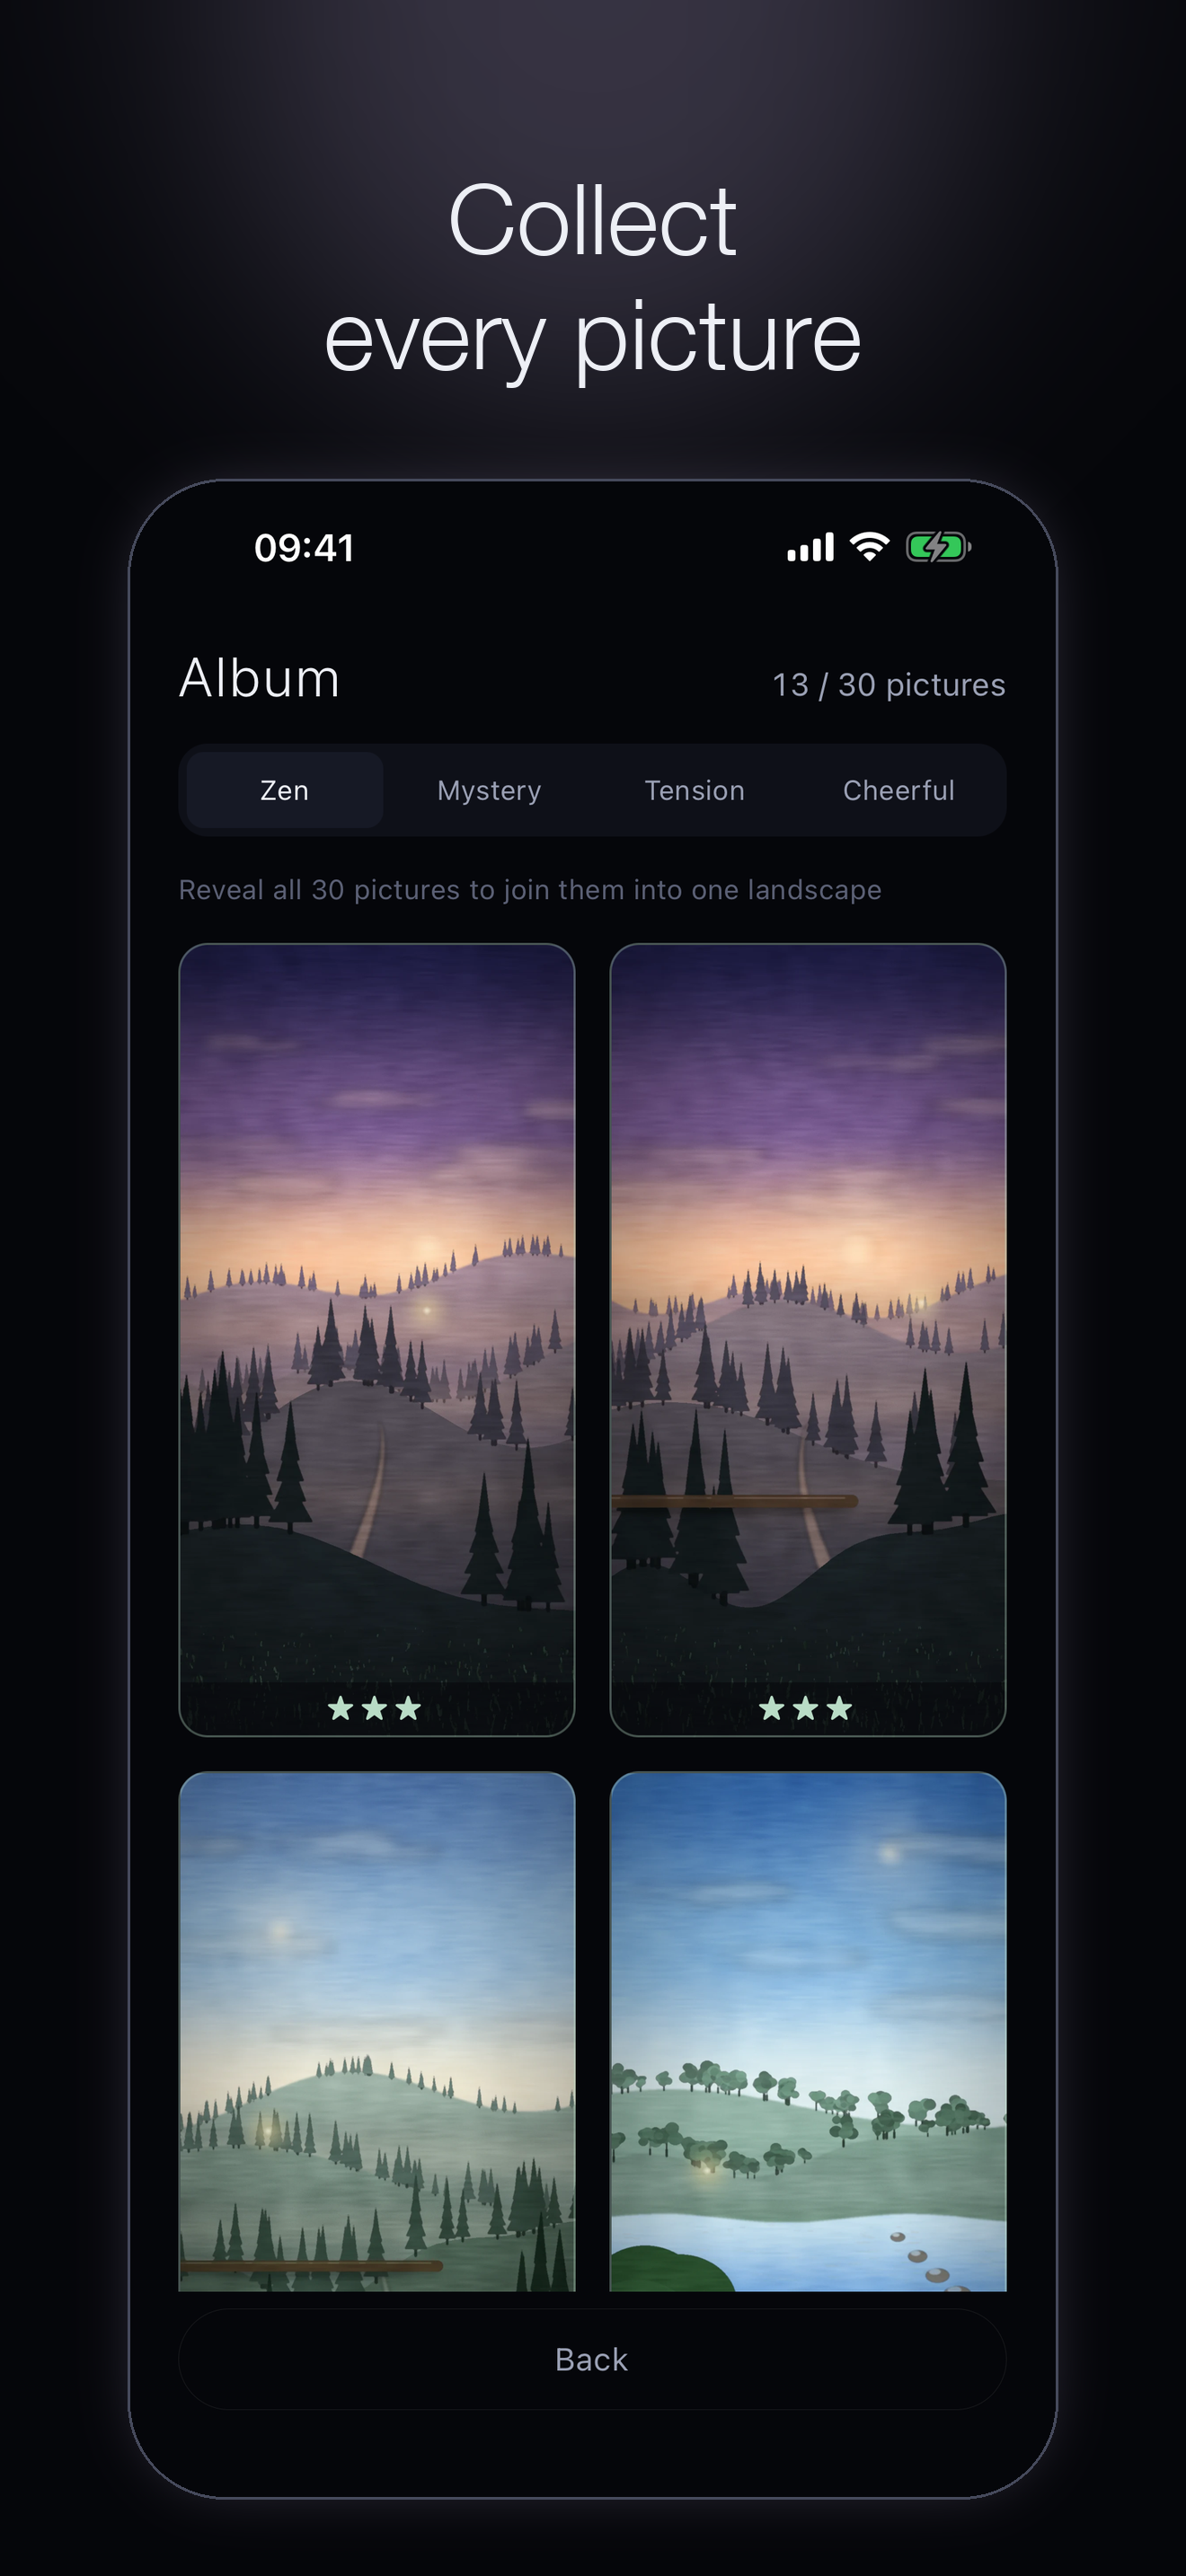 Collect
every picture
09:41
Album
13 / 30 pictures
Zen Mystery Tension Cheerful
Reveal all 30 pictures to join them into one landscape
Back